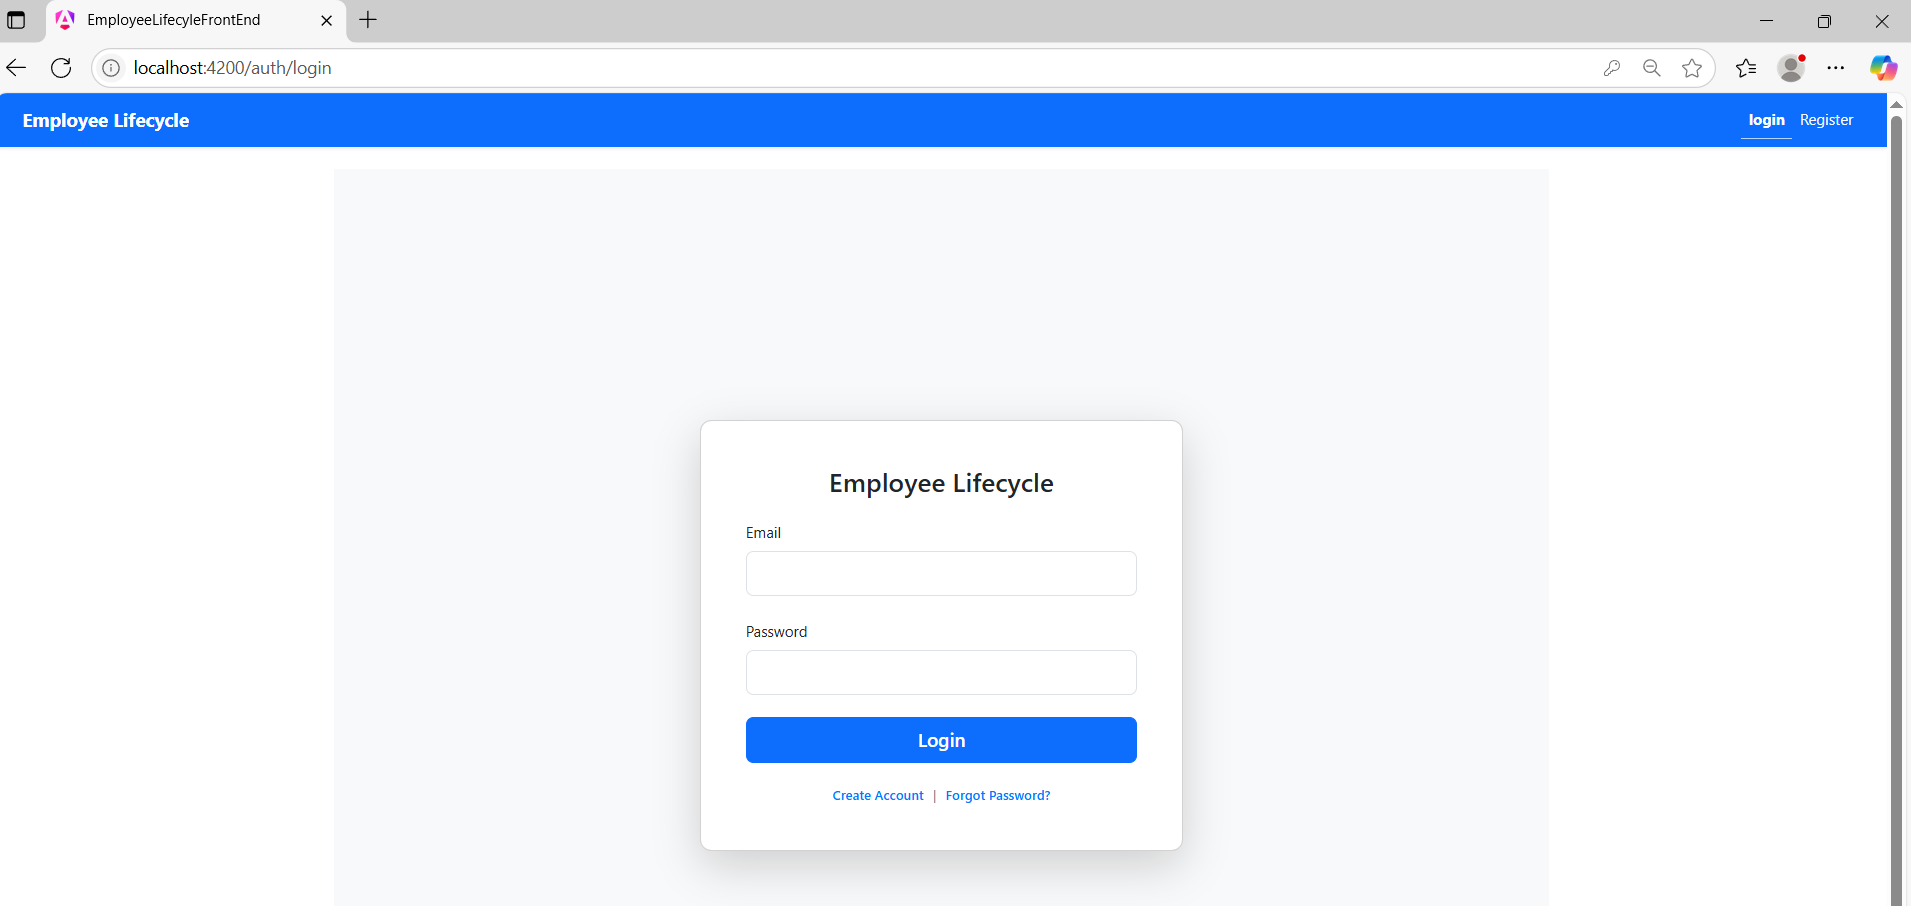 EmployeeLifecyleFrontEnd
localhost:4200/auth/login
Employee Lifecycle
login Register
Employee Lifecycle
Email
Password
Login
Create Account | Forgot Password?